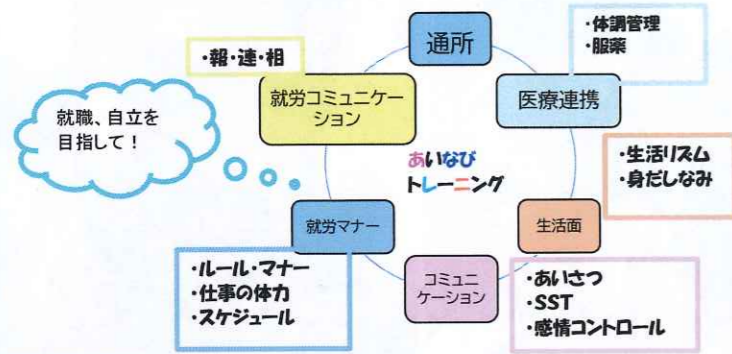 通所
・体調管理
・服薬
医療連携
・生活リズム
・身だしなみ
生活面
・あいさつ
・SST
・感情コントロール
コミュニ
ケーション
就労マナー
・ルール・マナー
・仕事の体力
・スケジュール
・報・連・相
就労コミュニケー
ション
就職、自立を
目指して！
あいなび
トレーニング